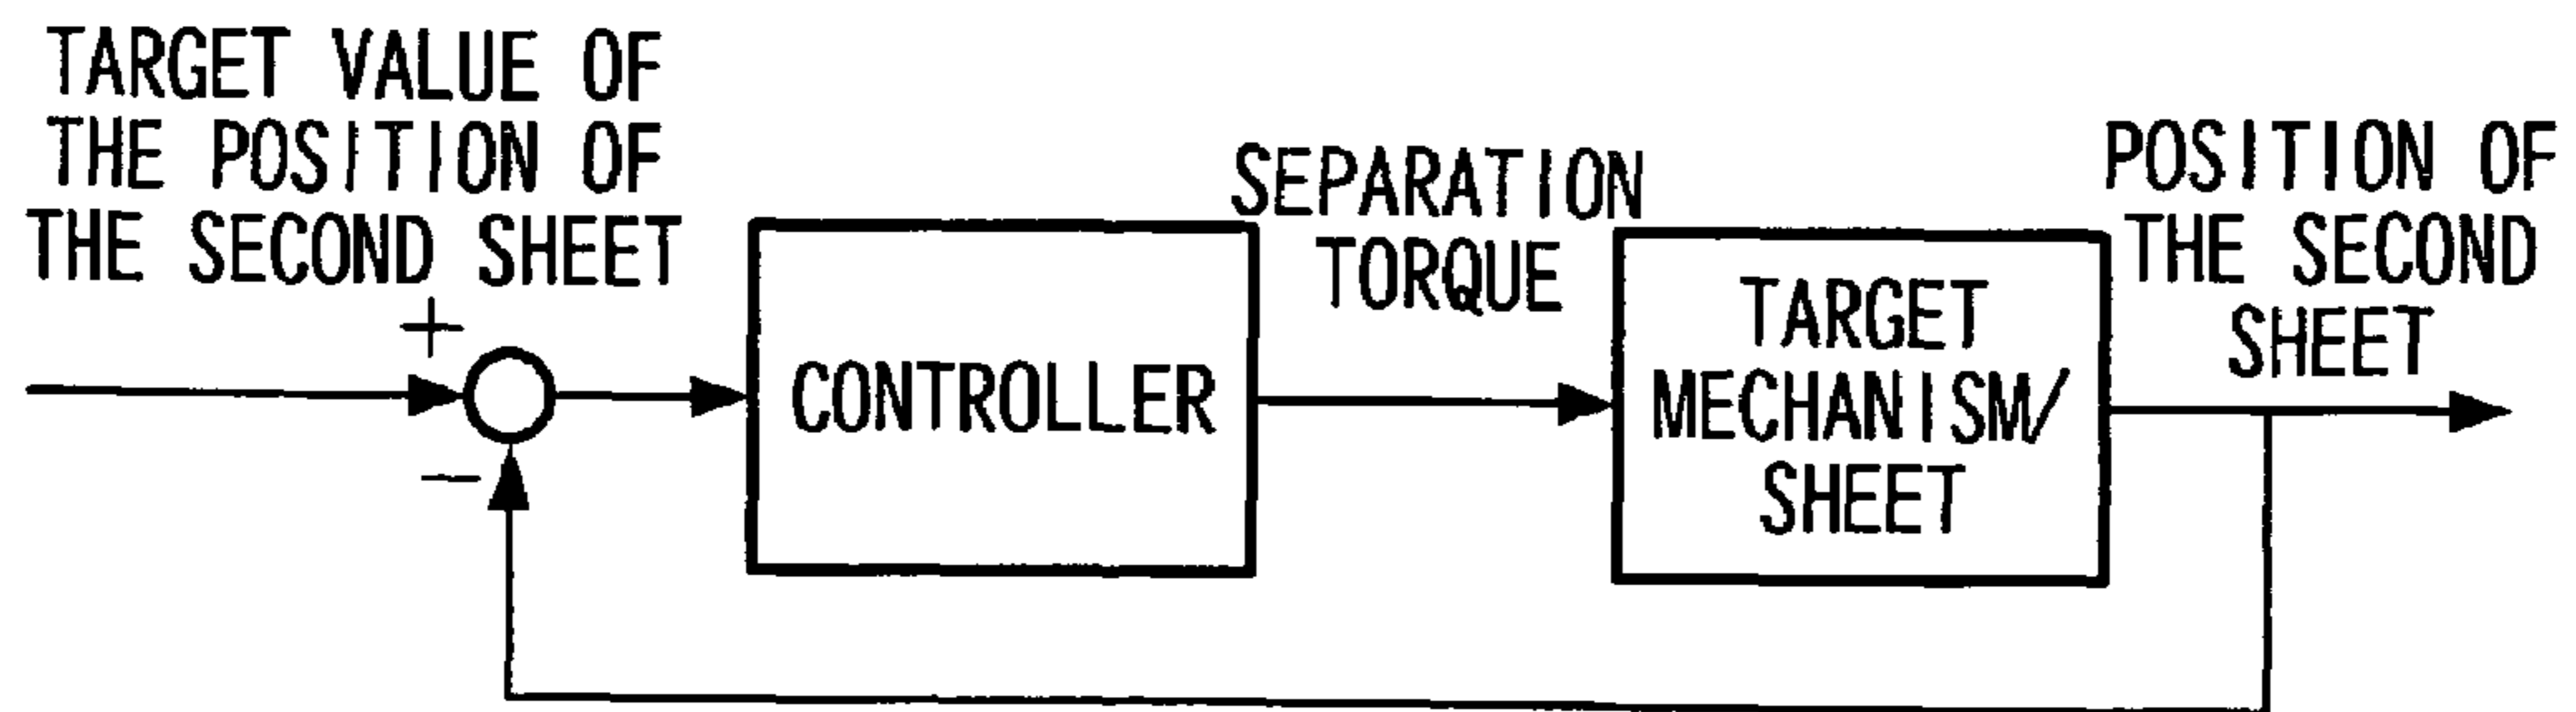 TARGET VALUE OF
THE POSITION OF
THE SECOND SHEET
+
−
CONTROLLER
SEPARATION
TORQUE
TARGET
MECHANISM/
SHEET
POSITION OF
THE SECOND
SHEET